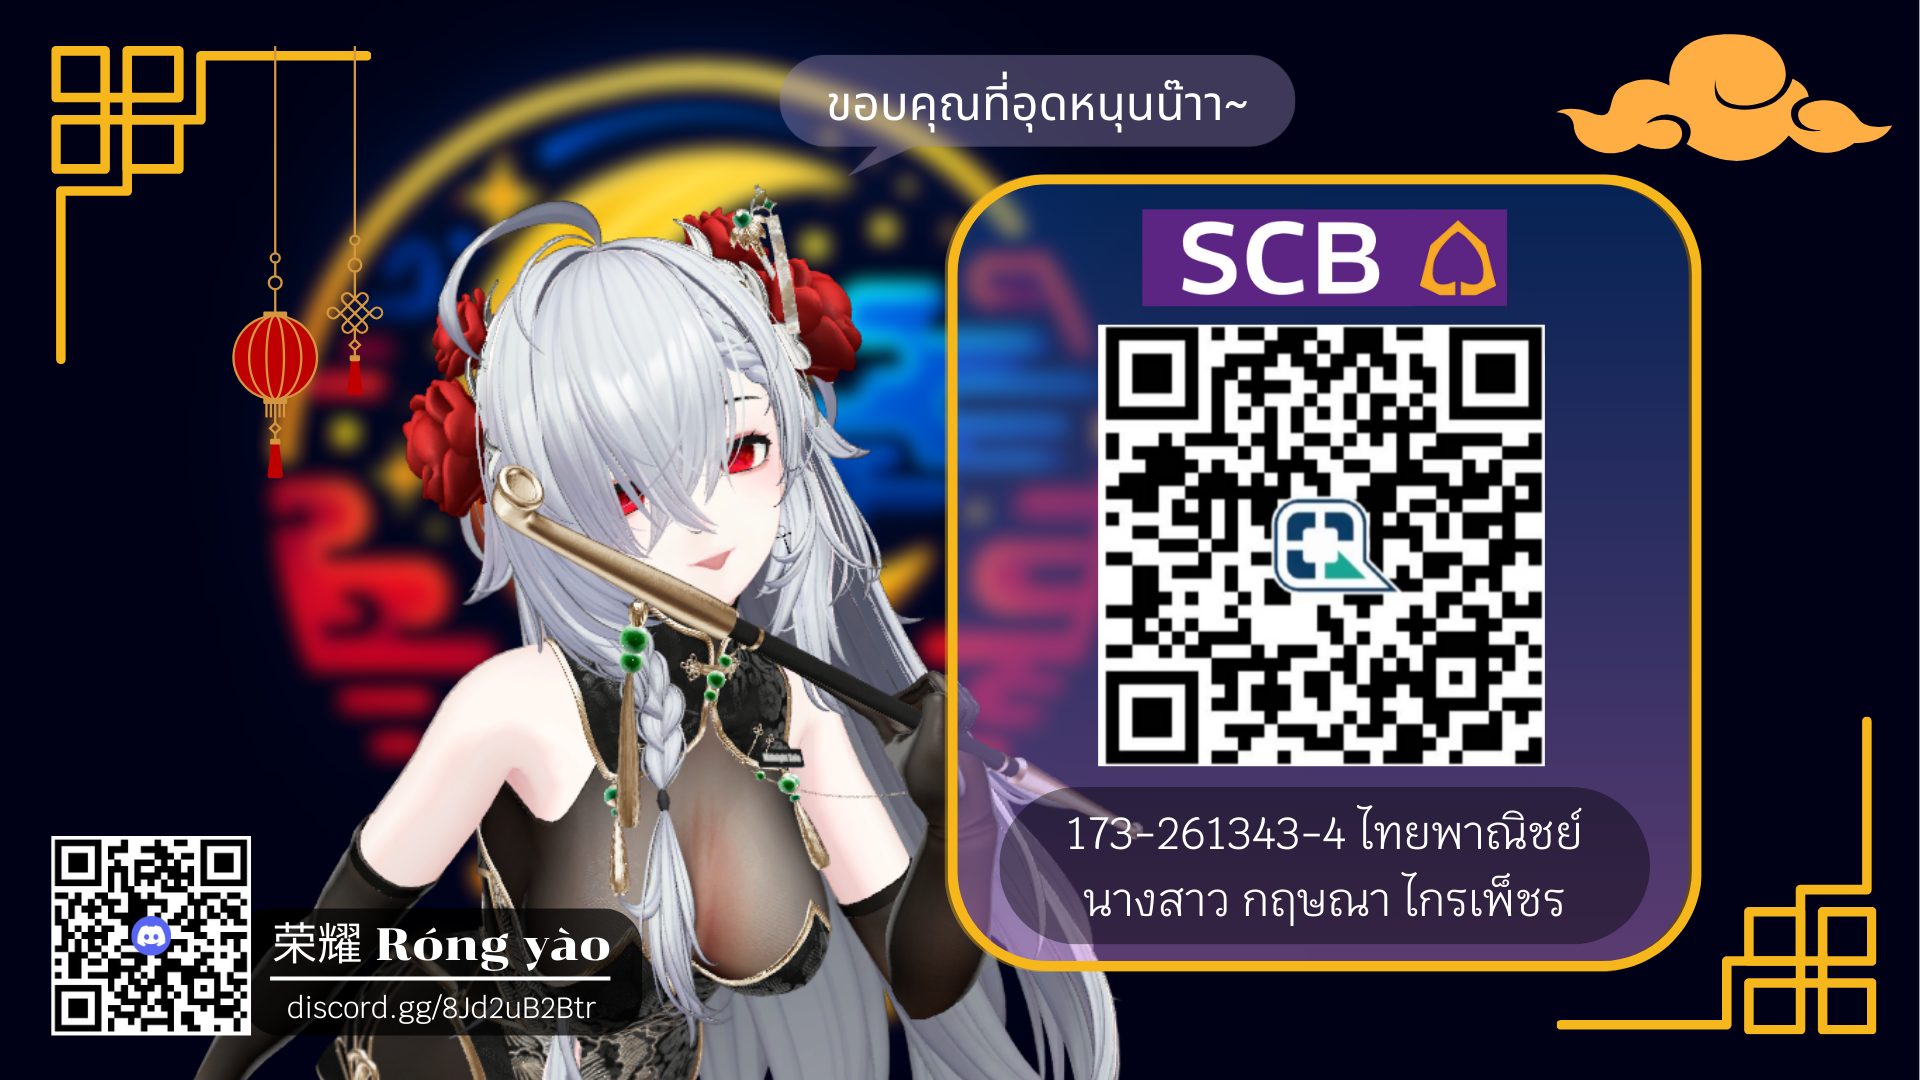 ขอบคุณที่อุดหนุนน๊าา~
SCB
173-261343-4 ไทยพาณิชย์
นางสาว กฤษณา ไกรเพ็ชร
荣耀 Róng yào
discord.gg/8Jd2uB2Btr